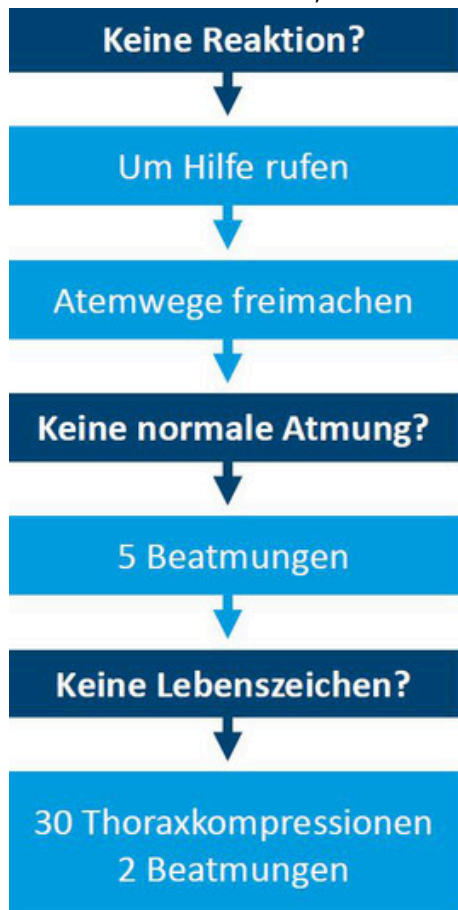 Keine Reaktion?
Um Hilfe rufen
Atemwege freimachen
Keine normale Atmung?
5 Beatmungen
Keine Lebenszeichen?
30 Thoraxkompressionen
2 Beatmungen